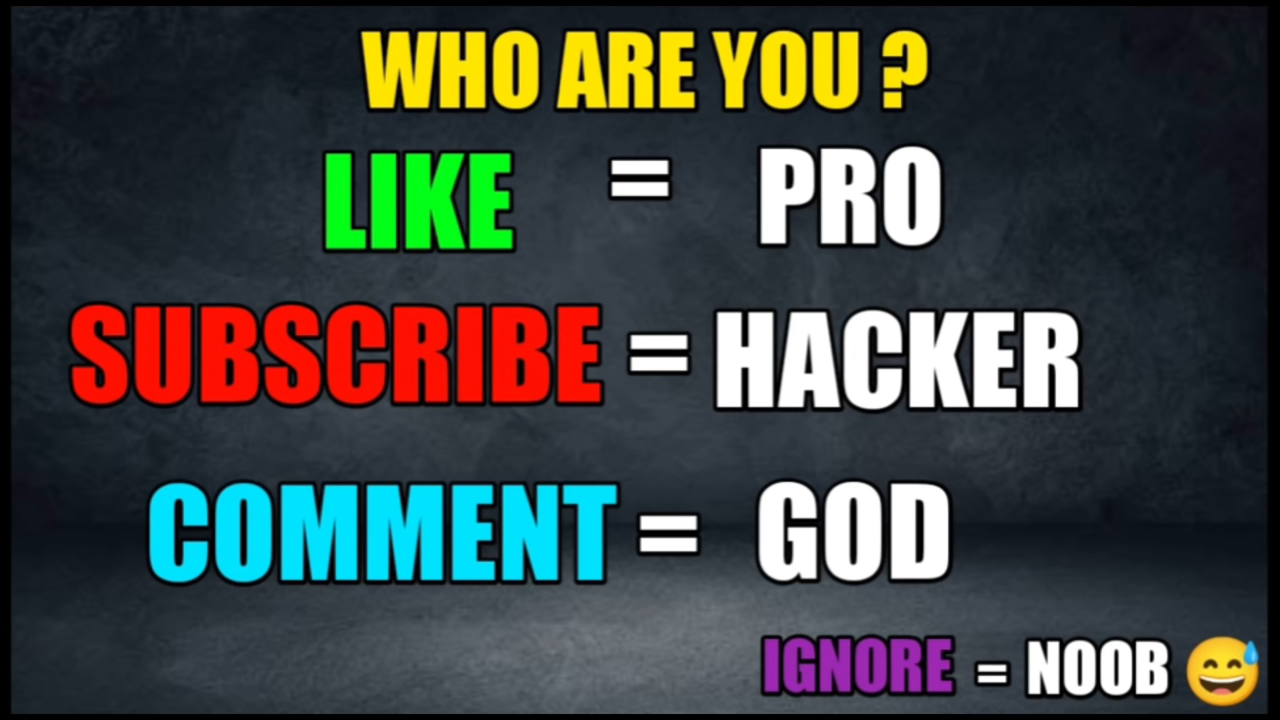 WHO ARE YOU ?
LIKE = PRO
SUBSCRIBE = HACKER
COMMENT = GOD
IGNORE = NOOB 😅